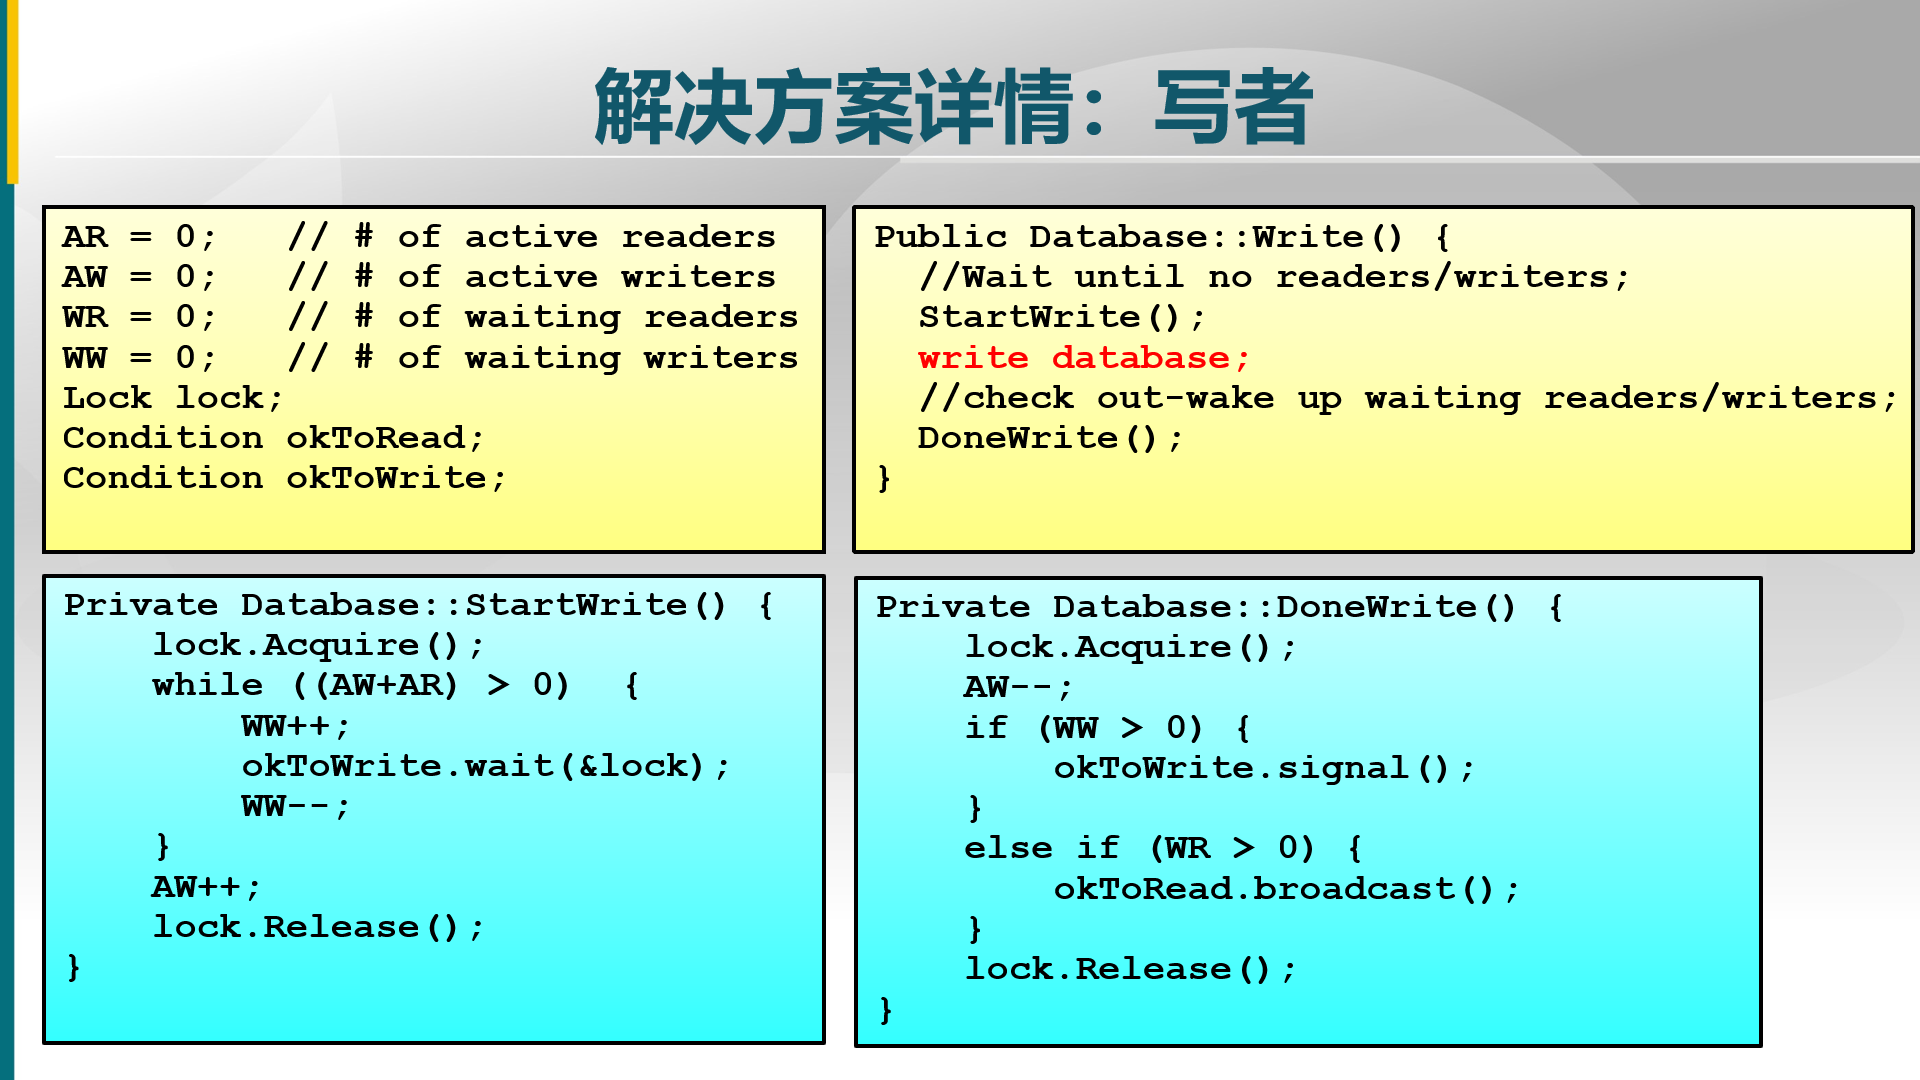 解决方案详情：写者
AR = 0;   // # of active readers
AW = 0;   // # of active writers
WR = 0;   // # of waiting readers
WW = 0;   // # of waiting writers
Lock lock;
Condition okToRead;
Condition okToWrite;
Public Database::Write() {
  //Wait until no readers/writers;
  StartWrite();
  write database;
  //check out-wake up waiting readers/writers;
  DoneWrite();
}
Private Database::StartWrite() {
    lock.Acquire();
    while ((AW+AR) > 0)  {
        WW++;
        okToWrite.wait(&lock);
        WW--;
    }
    AW++;
    lock.Release();
}
Private Database::DoneWrite() {
    lock.Acquire();
    AW--;
    if (WW > 0) {
        okToWrite.signal();
    }
    else if (WR > 0) {
        okToRead.broadcast();
    }
    lock.Release();
}